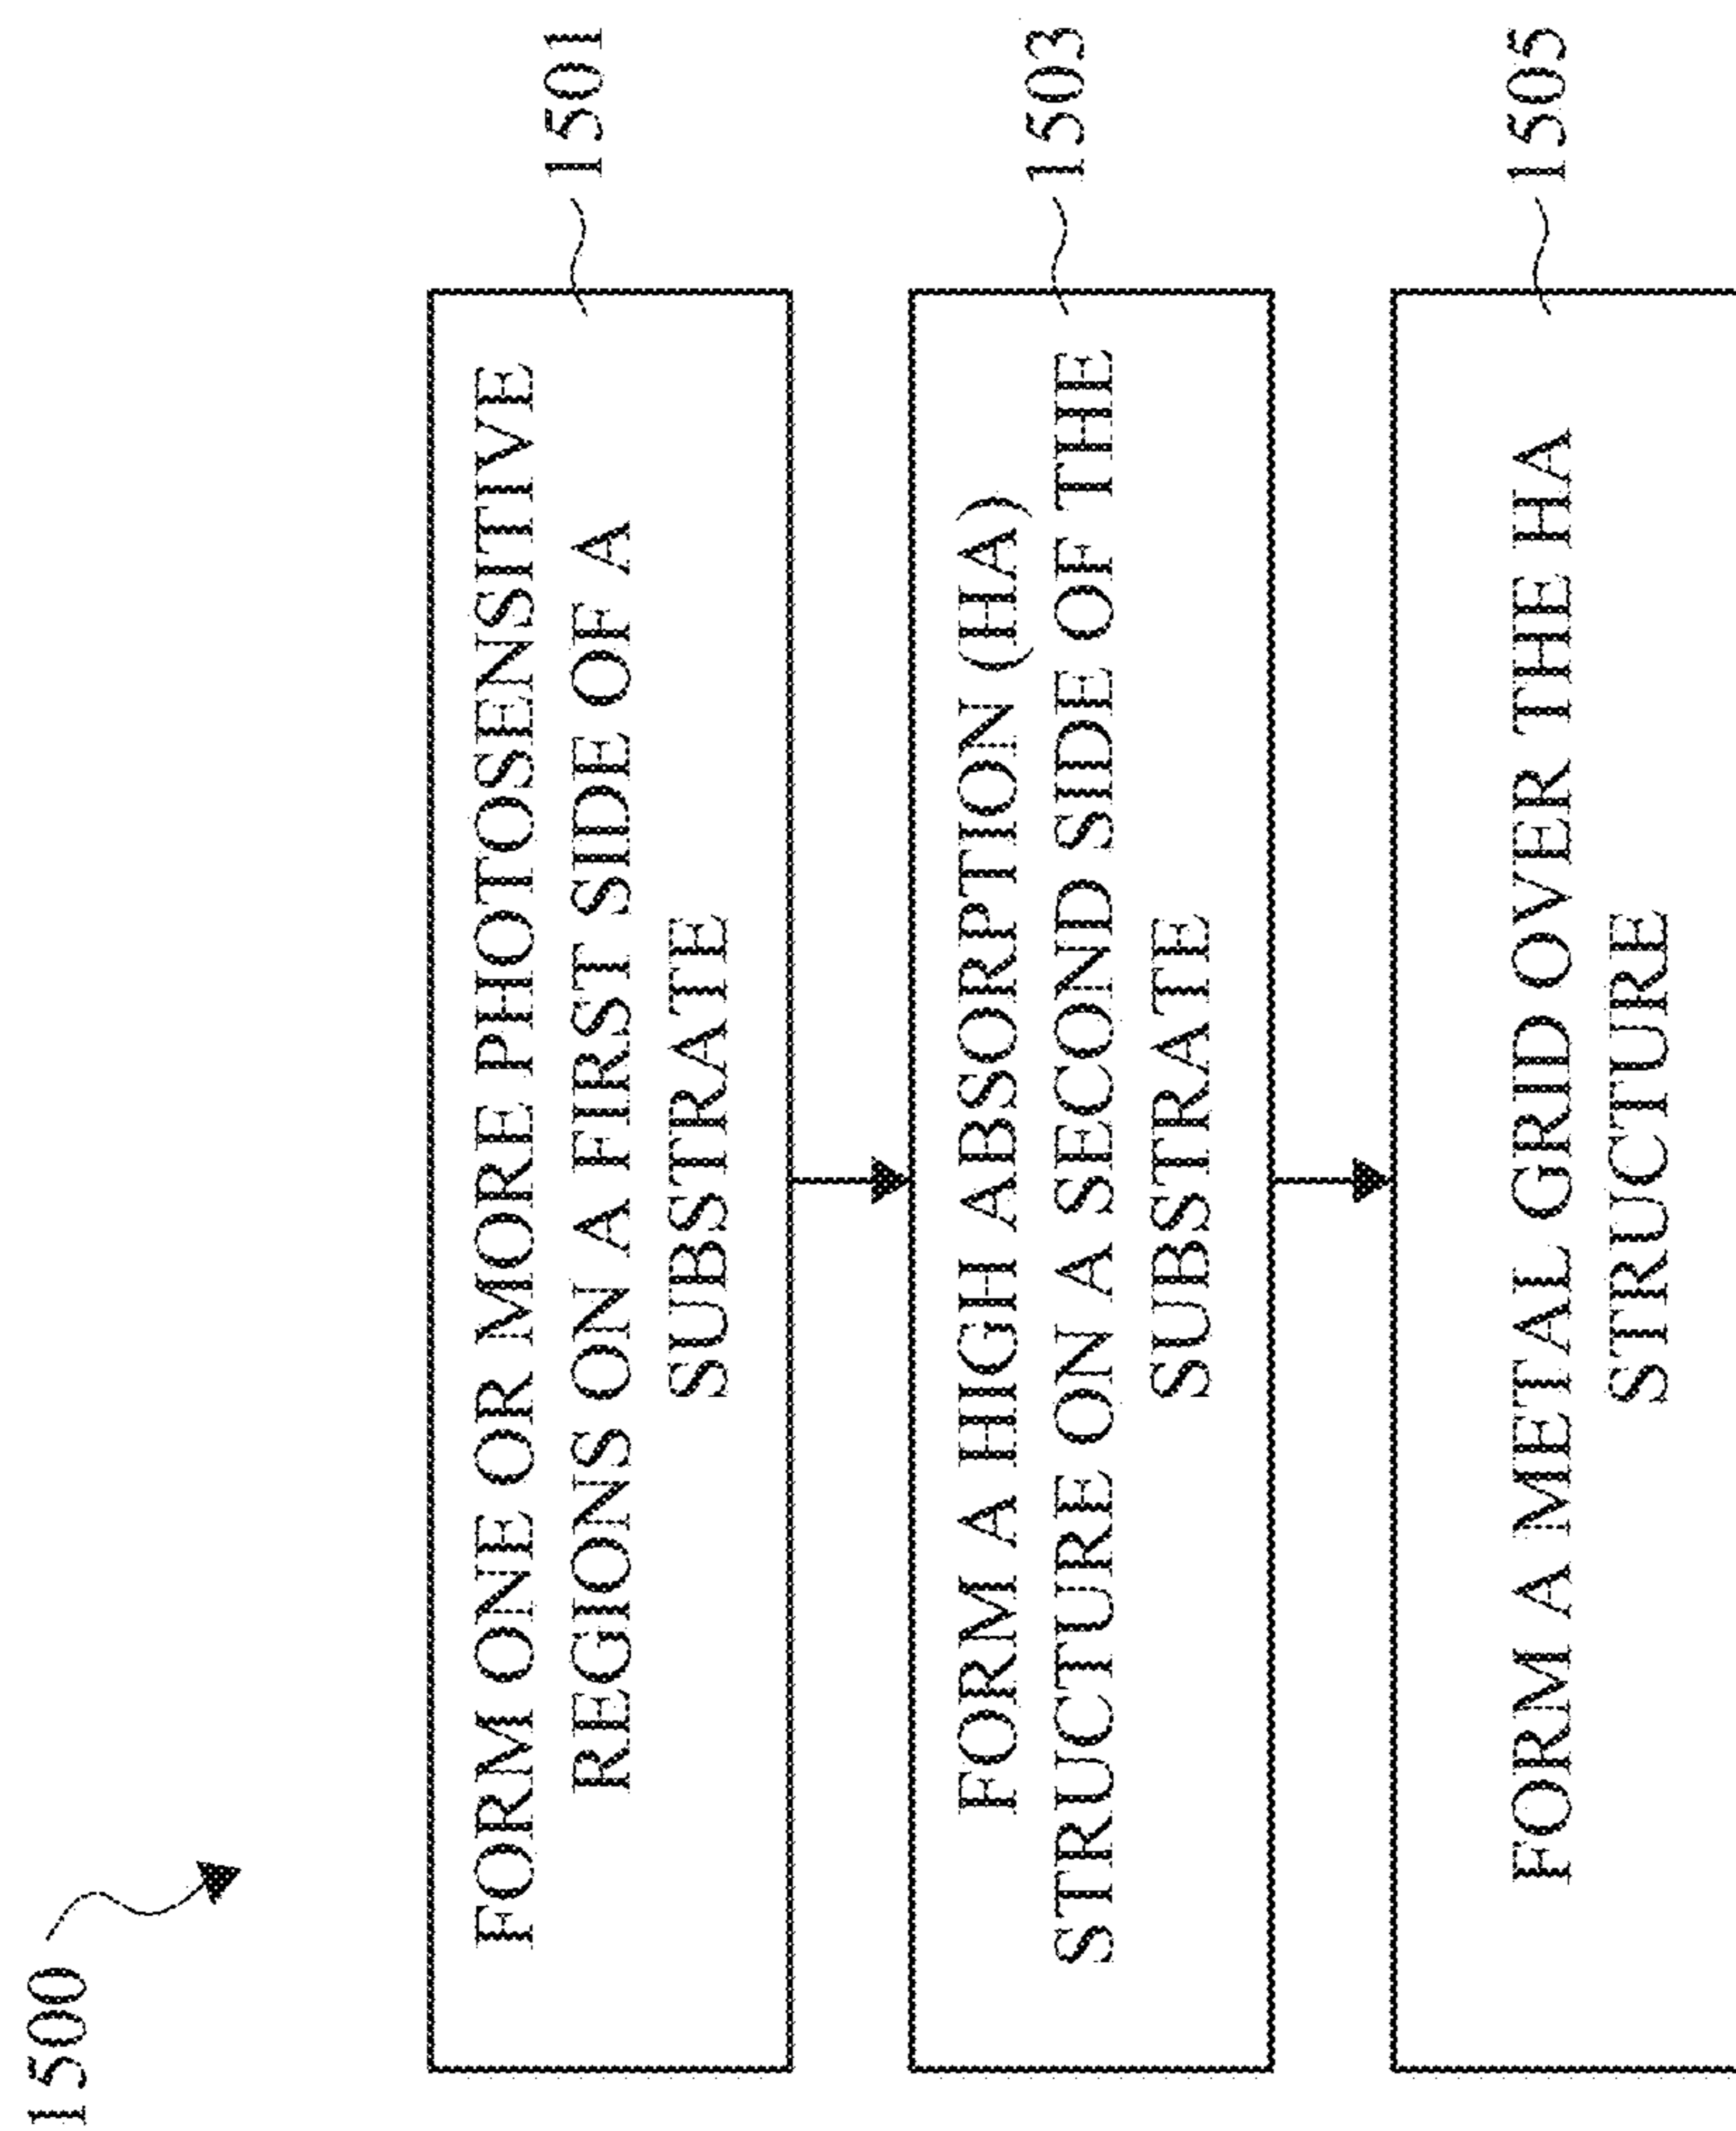 1500
FORM ONE OR MORE PHOTOSENSITIVE
REGIONS ON A FIRST SIDE OF A
SUBSTRATE
1501
FORM A HIGH ABSORPTION (HA)
STRUCTURE ON A SECOND SIDE OF THE
SUBSTRATE
1503
FORM A METAL GRID OVER THE HA
STRUCTURE
1505